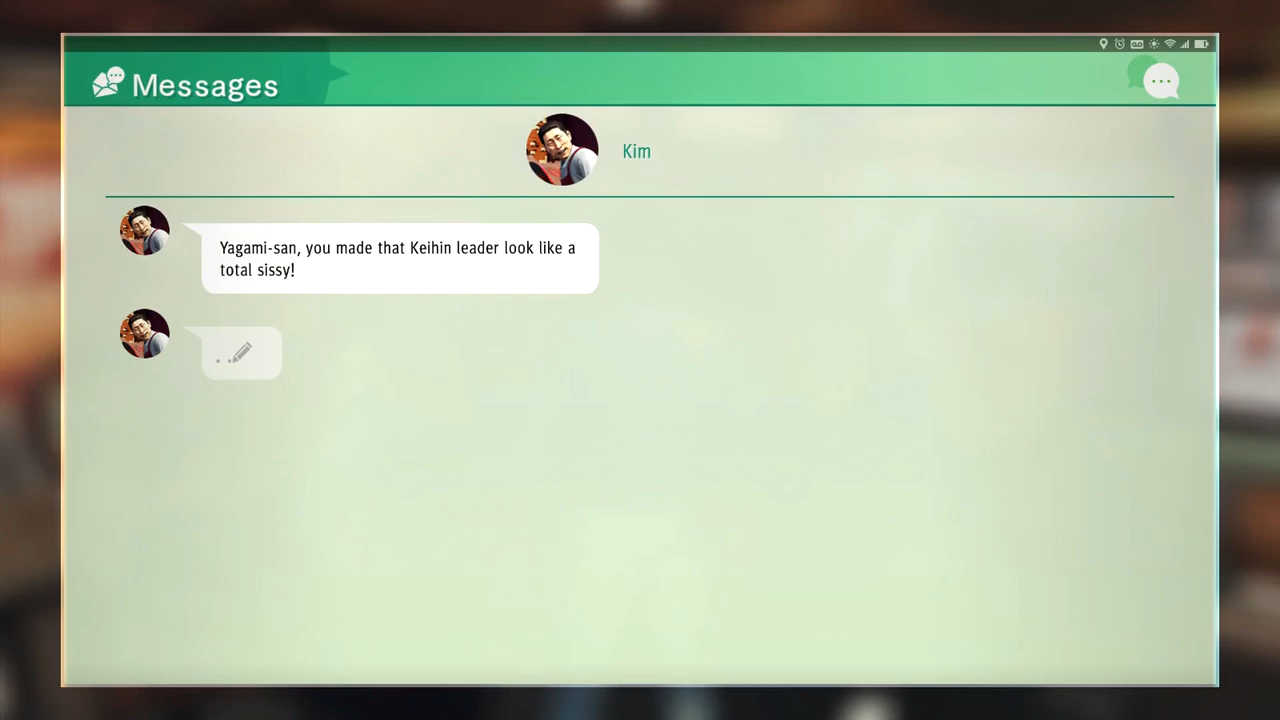 Messages
Kim
Yagami-san, you made that Keihin leader look like a
total sissy!